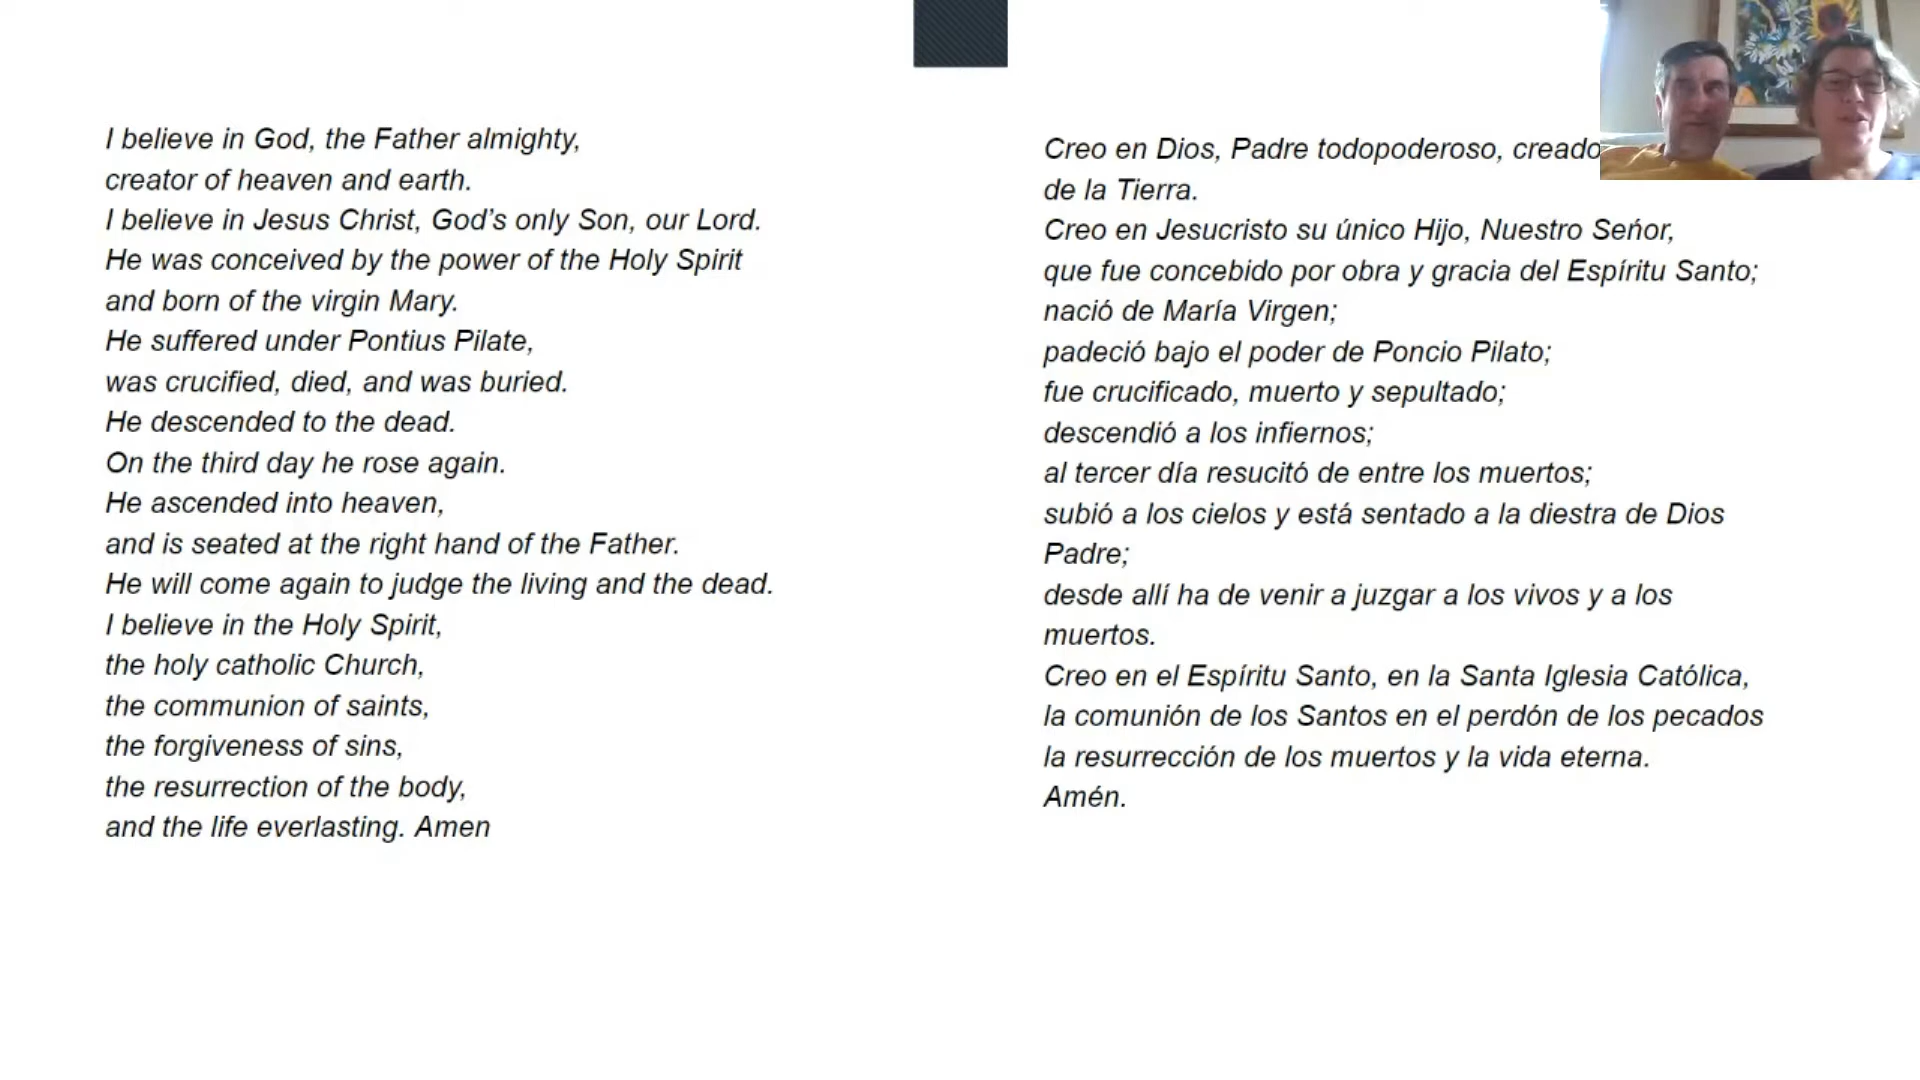 I believe in God, the Father almighty,
creator of heaven and earth.
I believe in Jesus Christ, God’s only Son, our Lord.
He was conceived by the power of the Holy Spirit
and born of the virgin Mary.
He suffered under Pontius Pilate,
was crucified, died, and was buried.
He descended to the dead.
On the third day he rose again.
He ascended into heaven,
and is seated at the right hand of the Father.
He will come again to judge the living and the dead.
I believe in the Holy Spirit,
the holy catholic Church,
the communion of saints,
the forgiveness of sins,
the resurrection of the body,
and the life everlasting. Amen
Creo en Dios, Padre todopoderoso,
de la Tierra.
Creo en Jesucristo su único Hijo, Nuestro Seńor,
que fue concebido por obra y gracia del Espíritu Santo;
nació de María Virgen;
padeció bajo el poder de Poncio Pilato;
fue crucificado, muerto y sepultado;
descendió a los infiernos;
al tercer día resucitó de entre los muertos;
subió a los cielos y está sentado a la diestra de Dios
Padre;
desde allí ha de venir a juzgar a los vivos y a los
muertos.
Creo en el Espíritu Santo, en la Santa Iglesia Católica,
la comunión de los Santos en el perdón de los pecados
la resurrección de los muertos y la vida eterna.
Amén.